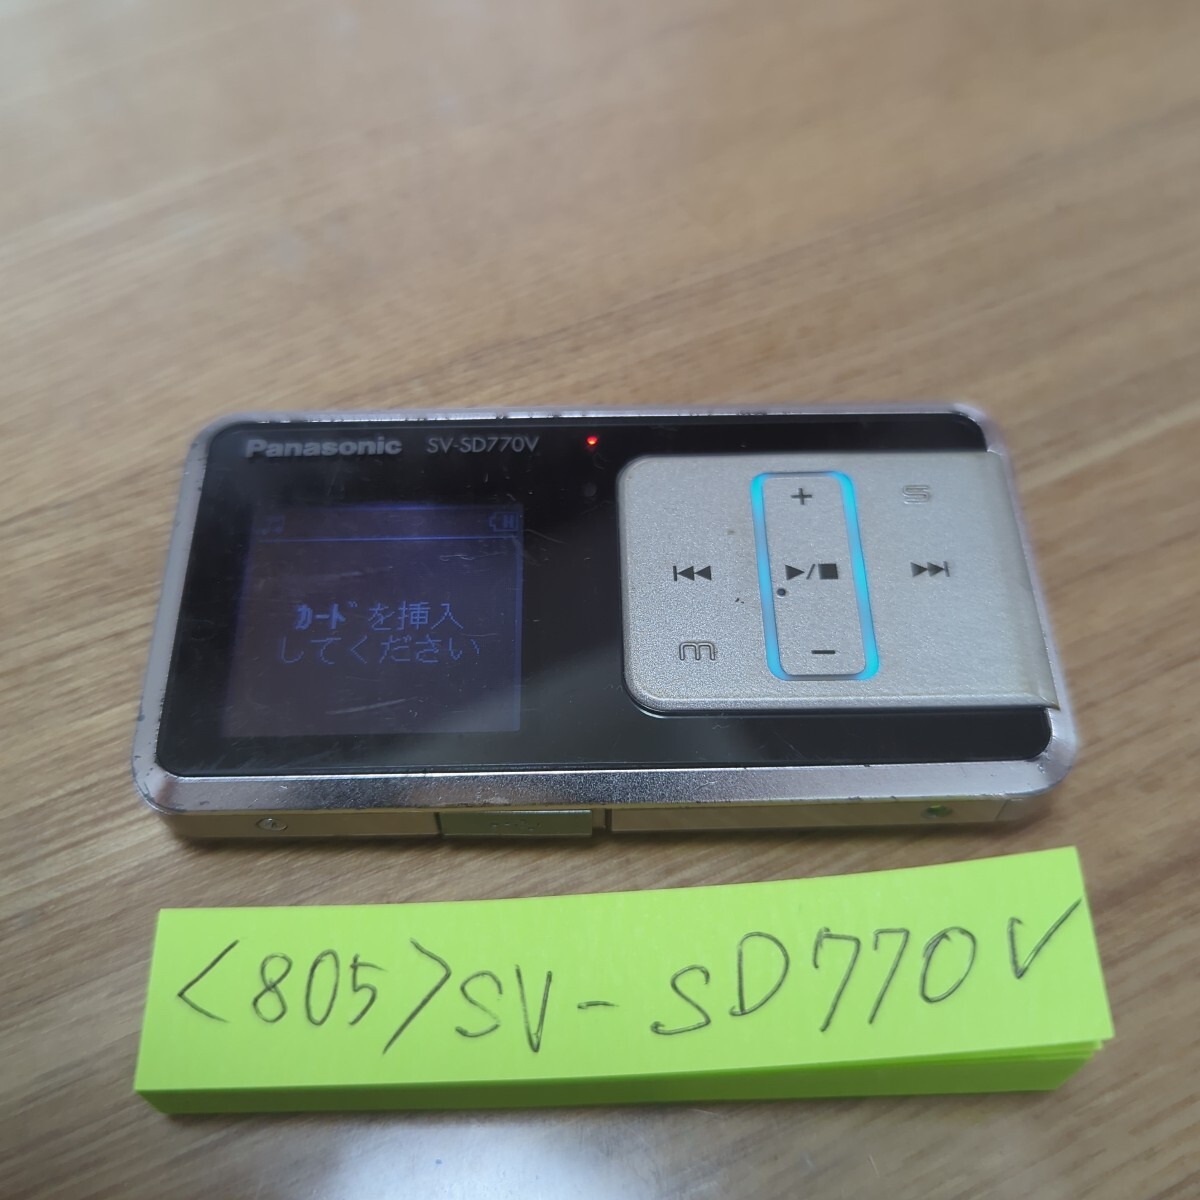 Panasonic SV-SD770V
ｶｰﾄﾞを挿入
してください
+ S
⏮ ▶/■ ⏭
m −
<805>SV-SD770V